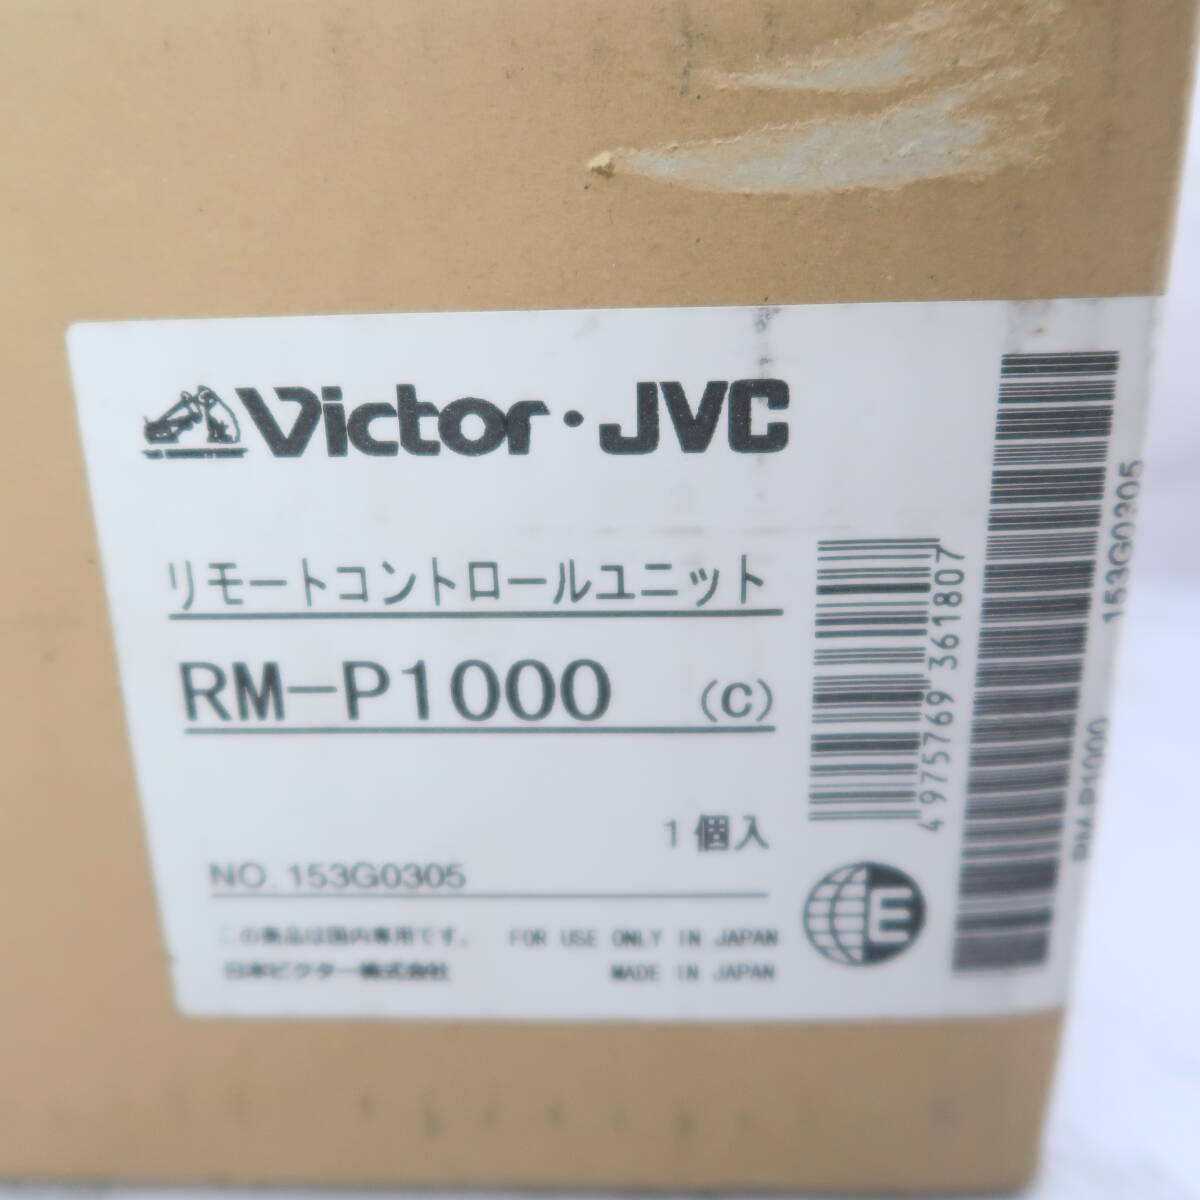 Victor・JVC
リモートコントロールユニット
RM-P1000 (C)
1個入
NO. 153G0305
この商品は国内専用です。 FOR USE ONLY IN JAPAN
日本ビクター株式会社 MADE IN JAPAN
4975769 361807
E
153G0305
RM-P1000